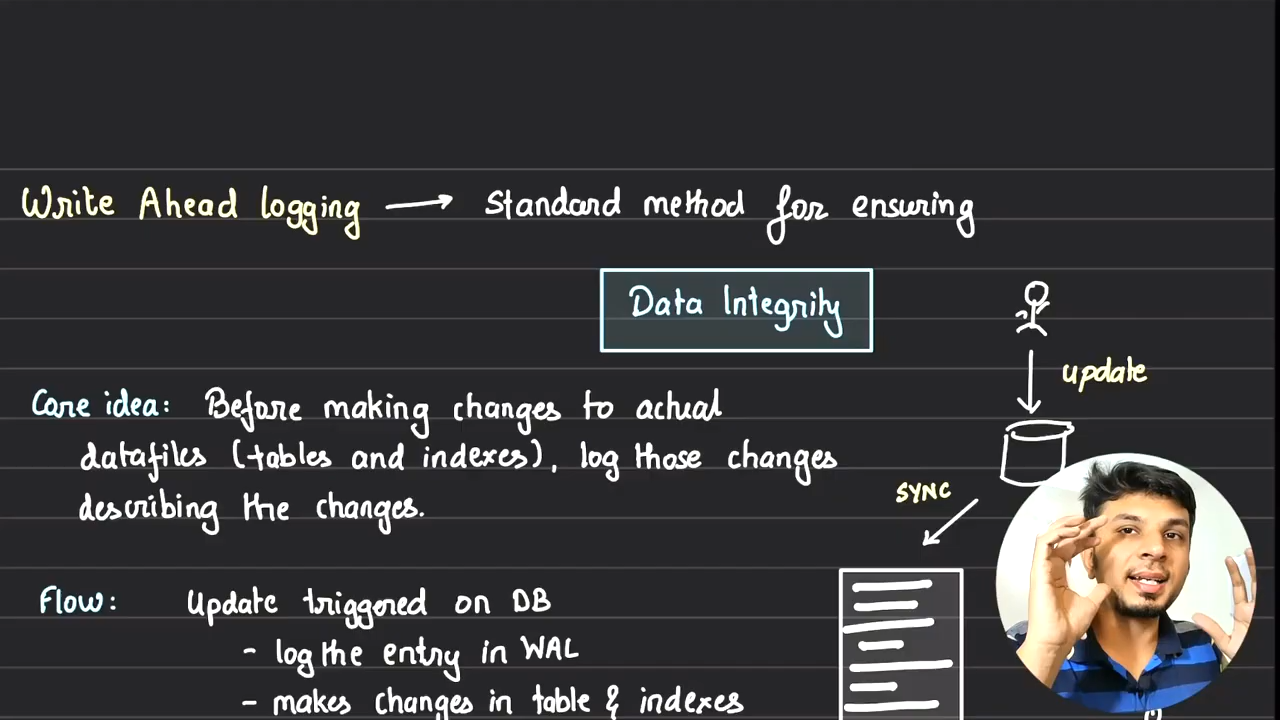 Write Ahead logging → Standard method for ensuring
Data Integrity
update
Core idea: Before making changes to actual
datafiles (tables and indexes), log those changes
describing the changes.
SYNC
Flow: Update triggered on DB
- log the entry in WAL
- makes changes in table & indexes